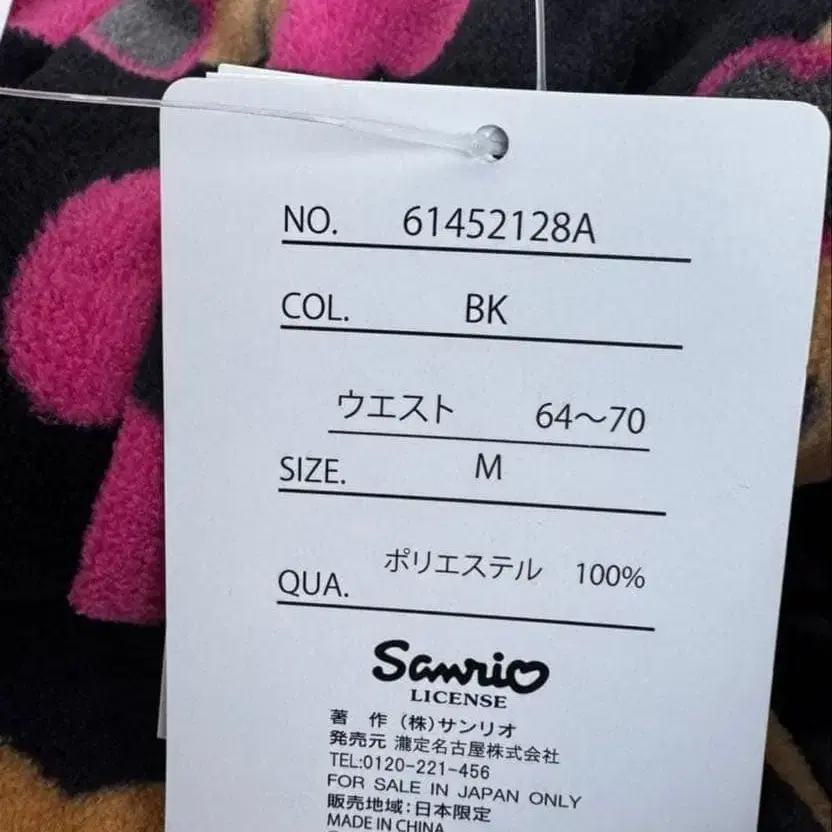 NO. 61452128A
COL. BK
ウエスト 64～70
SIZE. M
QUA. ポリエステル 100%
Sanrio
LICENSE
著 作 (株)サンリオ
発売元 瀧定名古屋株式会社
TEL:0120-221-456
FOR SALE IN JAPAN ONLY
販売地域:日本限定
MADE IN CHINA